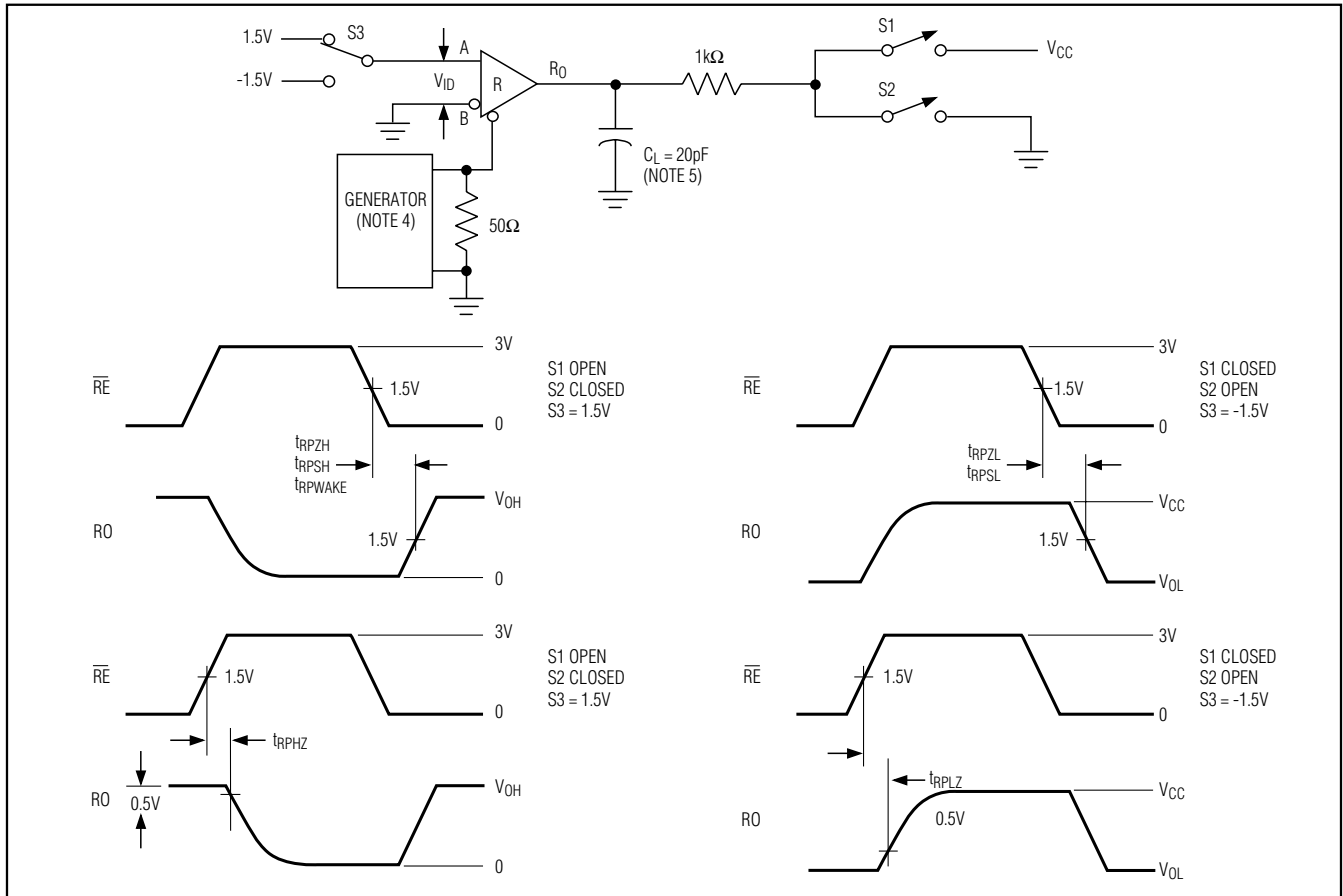 1.5V
S3
-1.5V
A
V_ID
B
R
R_O
1kΩ
S1
V_CC
S2
C_L = 20pF
(NOTE 5)
GENERATOR
(NOTE 4)
50Ω
R̅E̅
3V
1.5V
0
S1 OPEN
S2 CLOSED
S3 = 1.5V
t_RPZH
t_RPSH
t_RPWAKE
RO
V_OH
1.5V
0
R̅E̅
3V
1.5V
0
S1 CLOSED
S2 OPEN
S3 = -1.5V
t_RPZL
t_RPSL
RO
V_CC
1.5V
V_OL
R̅E̅
3V
1.5V
0
S1 OPEN
S2 CLOSED
S3 = 1.5V
t_RPHZ
RO
0.5V
V_OH
0
R̅E̅
3V
1.5V
0
S1 CLOSED
S2 OPEN
S3 = -1.5V
t_RPLZ
RO
0.5V
V_CC
V_OL